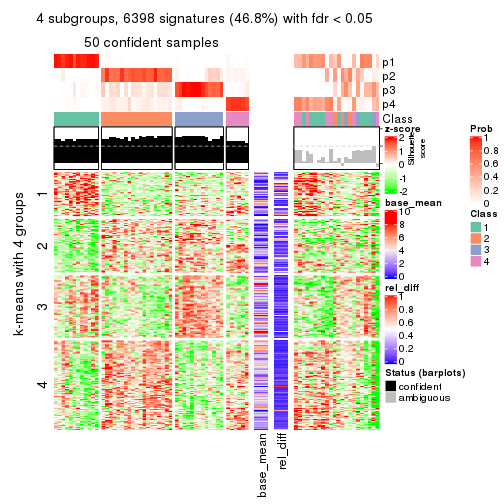 4 subgroups, 6398 signatures (46.8%) with fdr < 0.05
50 confident samples
p1
p2
p3
p4
Class
z-score
2
1
0
-1
-2
Silhouette score
base_mean
10
8
6
4
2
0
rel_diff
1
0.8
0.6
0.4
0.2
0
Status (barplots)
confident
ambiguous
Prob
1
0.8
0.6
0.4
0.2
0
Class
1
2
3
4
k-means with 4 groups
1
2
3
4
base_mean
rel_diff